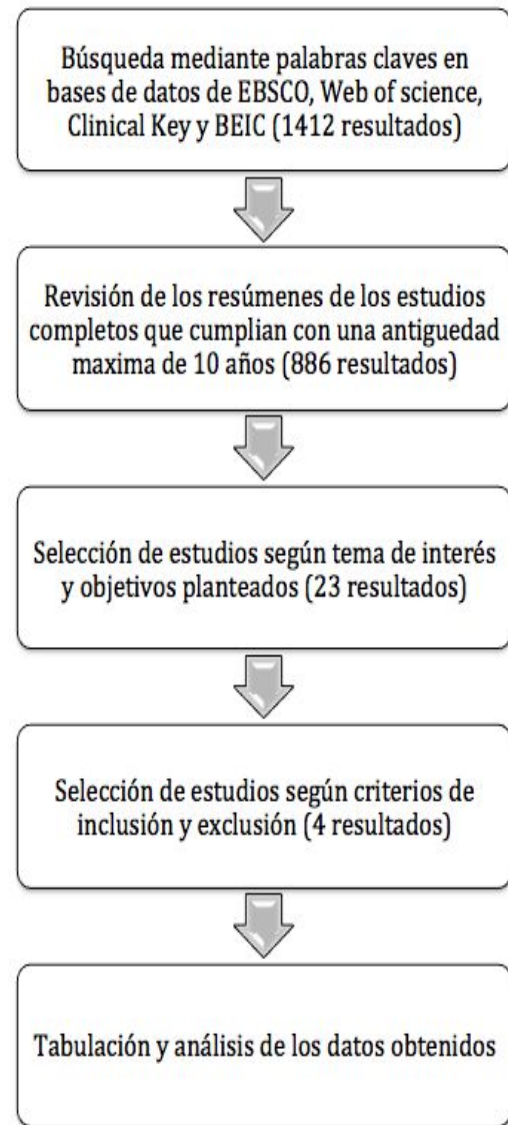 Búsqueda mediante palabras claves en
bases de datos de EBSCO, Web of science,
Clinical Key y BEIC (1412 resultados)
Revisión de los resúmenes de los estudios
completos que cumplian con una antiguedad
maxima de 10 años (886 resultados)
Selección de estudios según tema de interés
y objetivos planteados (23 resultados)
Selección de estudios según criterios de
inclusión y exclusión (4 resultados)
Tabulación y análisis de los datos obtenidos